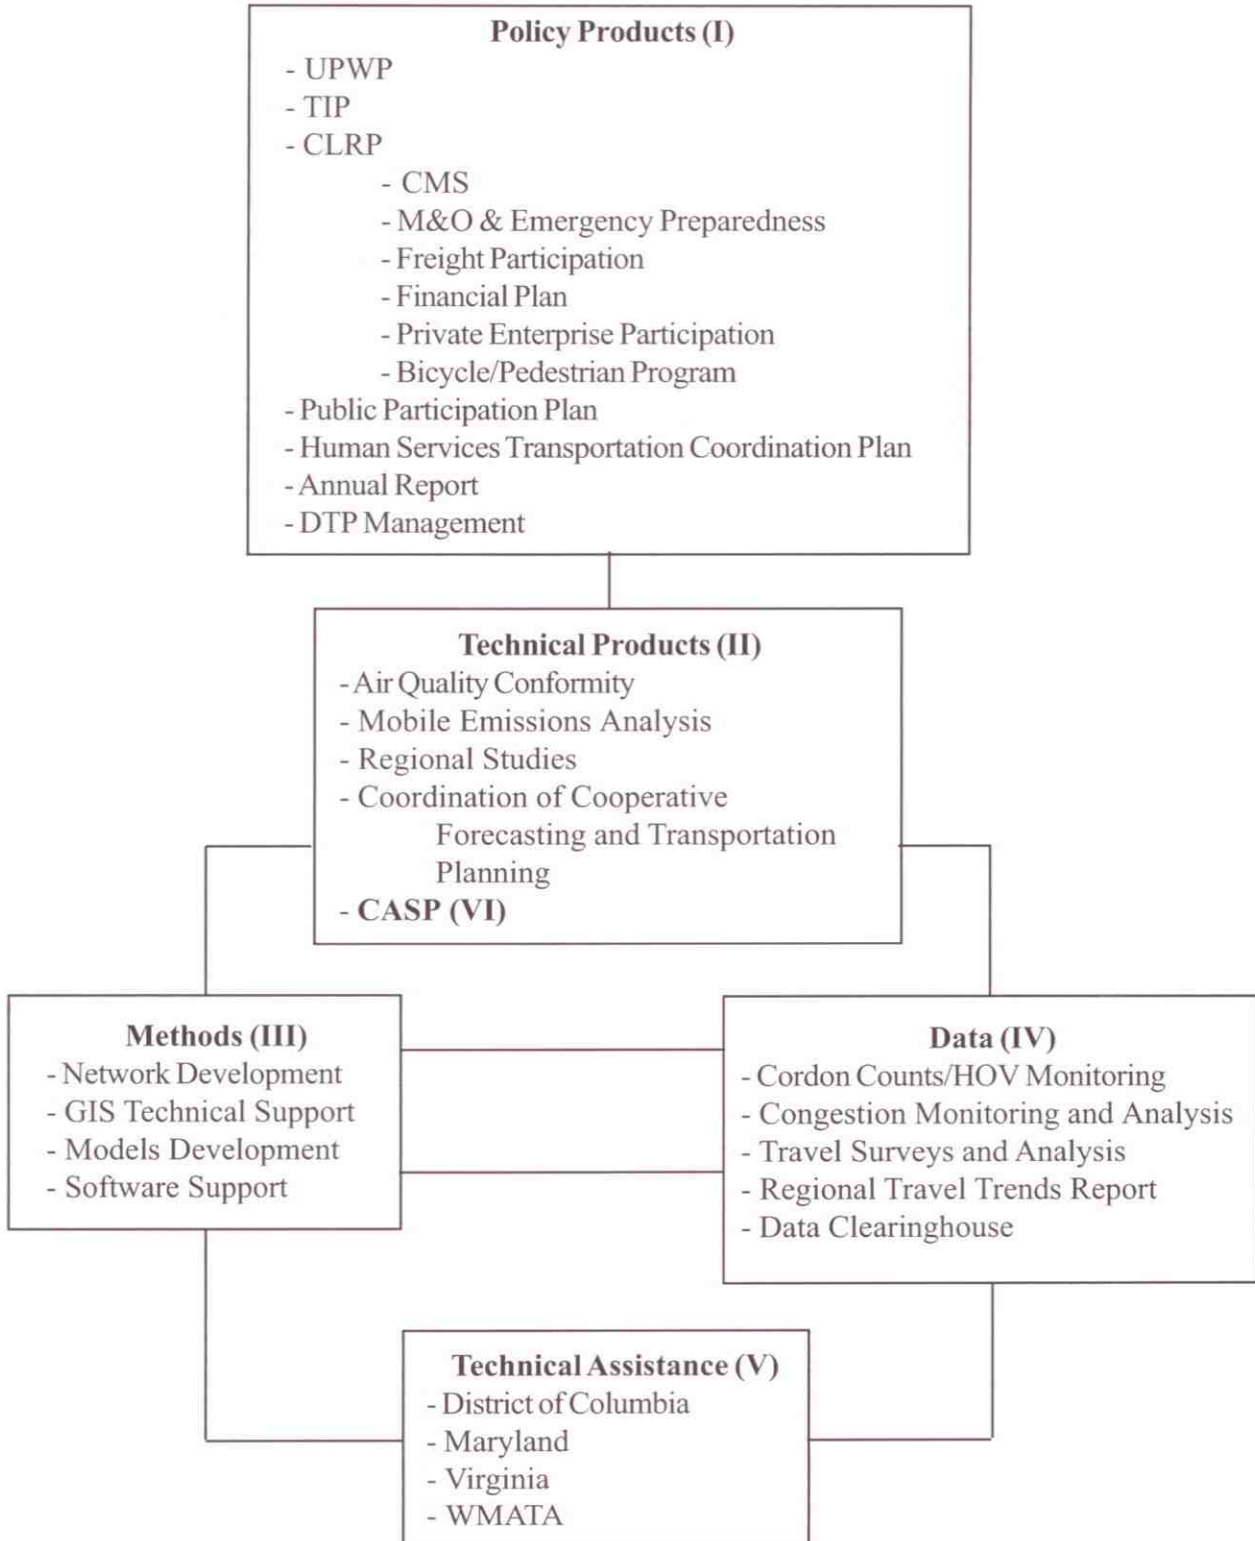 Policy Products (I)
- UPWP
- TIP
- CLRP
- CMS
- M&O & Emergency Preparedness
- Freight Participation
- Financial Plan
- Private Enterprise Participation
- Bicycle/Pedestrian Program
- Public Participation Plan
- Human Services Transportation Coordination Plan
- Annual Report
- DTP Management
Technical Products (II)
- Air Quality Conformity
- Mobile Emissions Analysis
- Regional Studies
- Coordination of Cooperative
Forecasting and Transportation
Planning
- CASP (VI)
Methods (III)
- Network Development
- GIS Technical Support
- Models Development
- Software Support
Data (IV)
- Cordon Counts/HOV Monitoring
- Congestion Monitoring and Analysis
- Travel Surveys and Analysis
- Regional Travel Trends Report
- Data Clearinghouse
Technical Assistance (V)
- District of Columbia
- Maryland
- Virginia
- WMATA